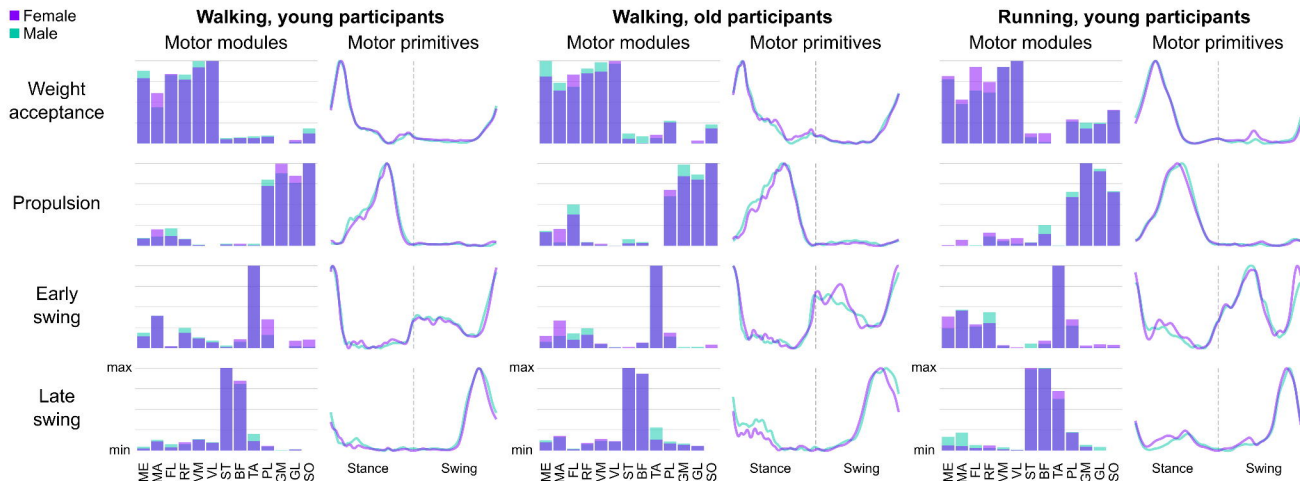 Female
Male
Walking, young participants
Walking, old participants
Running, young participants
Motor modules
Motor primitives
Motor modules
Motor primitives
Motor modules
Motor primitives
Weight
acceptance
Propulsion
Early
swing
Late
swing
max
min
max
min
max
min
ME
MA
FL
RF
VM
VL
ST
BF
TA
PL
GM
GL
SO
Stance
Swing
ME
MA
FL
RF
VM
VL
ST
BF
TA
PL
GM
GL
SO
Stance
Swing
ME
MA
FL
RF
VM
VL
ST
BF
TA
PL
GM
GL
SO
Stance
Swing